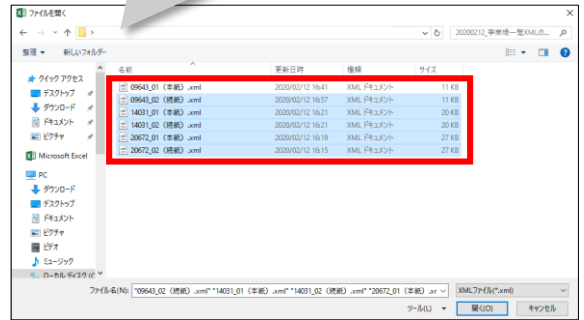 ファイルを開く
20200212_事業場一覧XMLの...
整理 新しいフォルダー
名前 更新日時 種類 サイズ
09643_01（本紙）.xml 2020/02/12 16:41 XML ドキュメント 11 KB
09643_02（続紙）.xml 2020/02/12 16:57 XML ドキュメント 11 KB
14031_01（本紙）.xml 2020/02/12 16:21 XML ドキュメント 20 KB
14031_02（続紙）.xml 2020/02/12 16:21 XML ドキュメント 20 KB
20672_01（本紙）.xml 2020/02/12 16:19 XML ドキュメント 27 KB
20672_02（続紙）.xml 2020/02/12 16:15 XML ドキュメント 27 KB
クイック アクセス
デスクトップ
ダウンロード
ドキュメント
ピクチャ
Microsoft Excel
PC
ダウンロード
デスクトップ
ドキュメント
ピクチャ
ビデオ
ミュージック
ローカル ディスク (C
ファイル名(N): "09643_02（続紙）.xml" "14031_01（本紙）.xml" "14031_02（続紙）.xml" "20672_01（本紙）.xr XMLファイル(*.xml)
ツール(L) 開く(O) キャンセル